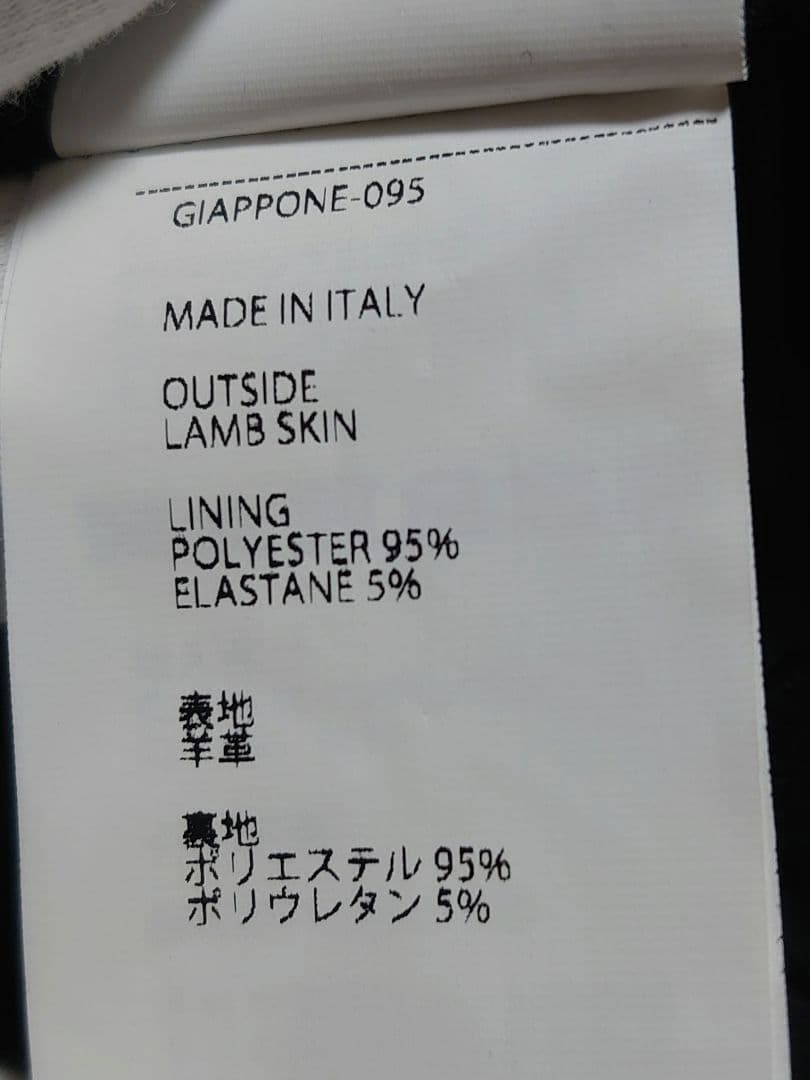 GIAPPONE-095
MADE IN ITALY
OUTSIDE
LAMB SKIN
LINING
POLYESTER 95%
ELASTANE 5%
表地
羊革
裏地
ポリエステル 95%
ポリウレタン 5%